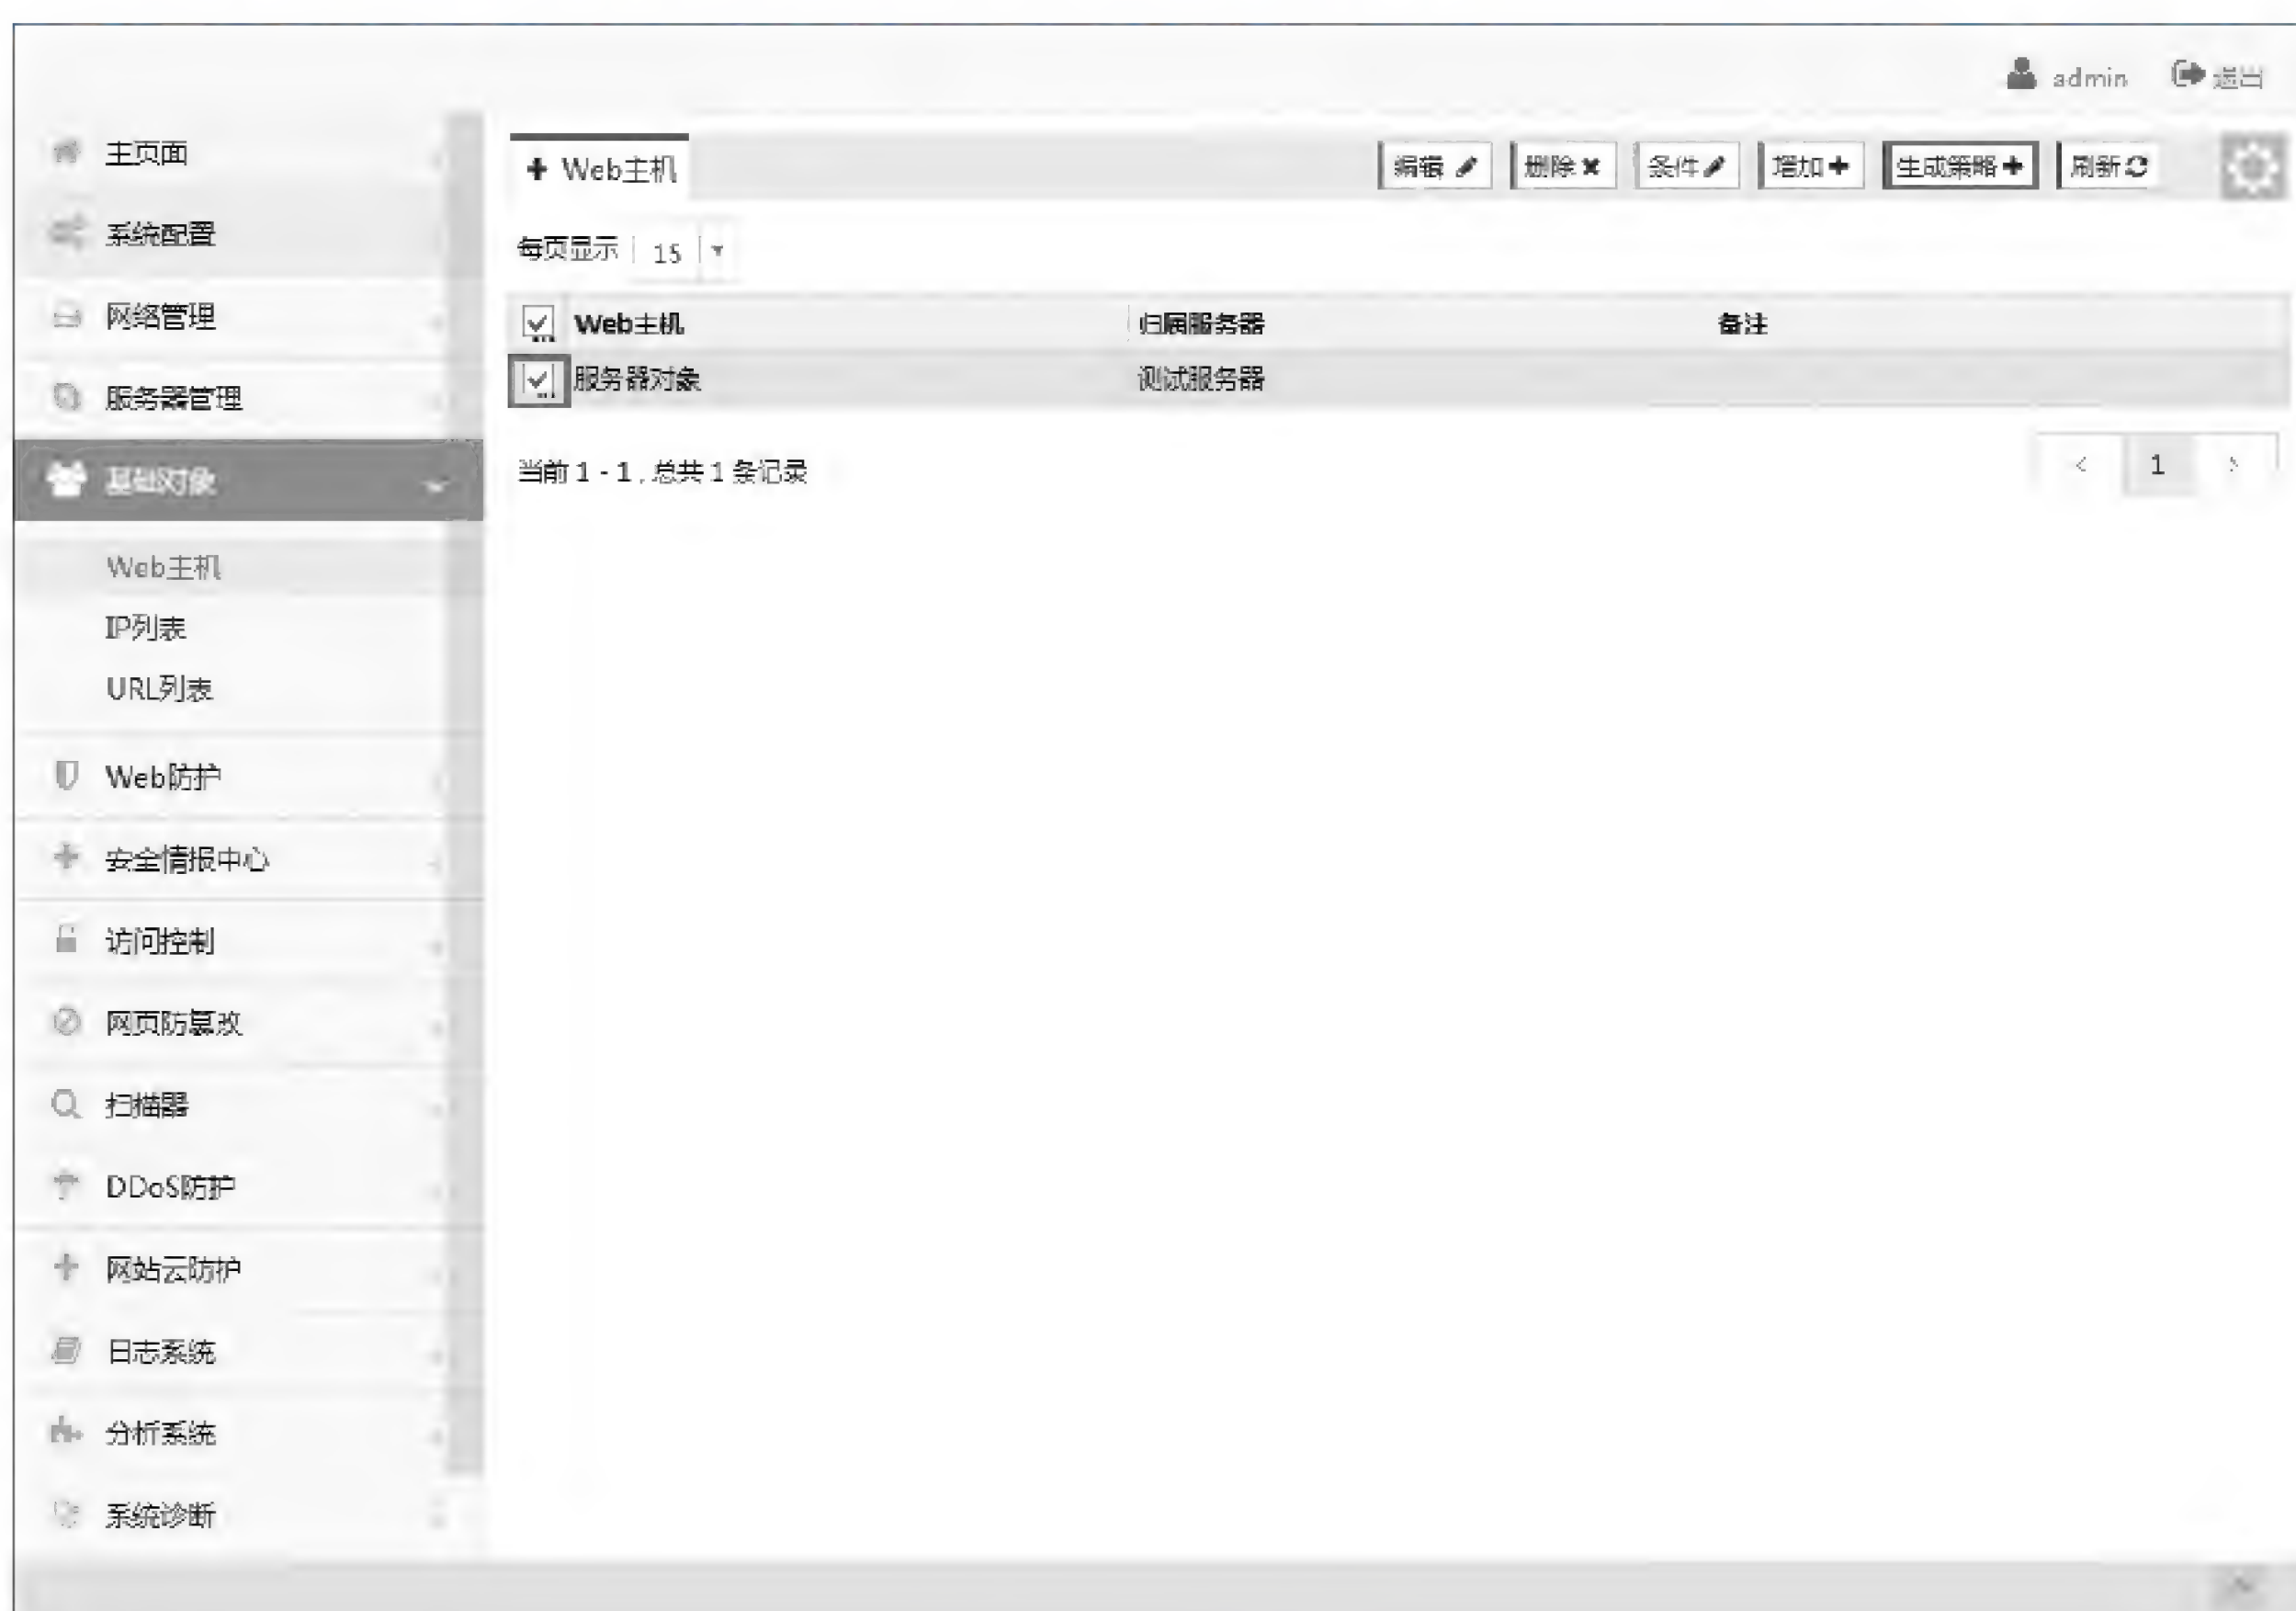 admin 退出
主页面
系统配置
网络管理
服务器管理
基础对象
Web主机
IP列表
URL列表
Web防护
安全情报中心
访问控制
网页防篡改
扫描器
DDoS防护
网站云防护
日志系统
分析系统
系统诊断
Web主机
编辑 删除 条件 增加 生成策略 刷新
每页显示 15
Web主机 归属服务器 备注
服务器对象 测试服务器
当前 1 - 1 , 总共 1 条记录
< 1 >